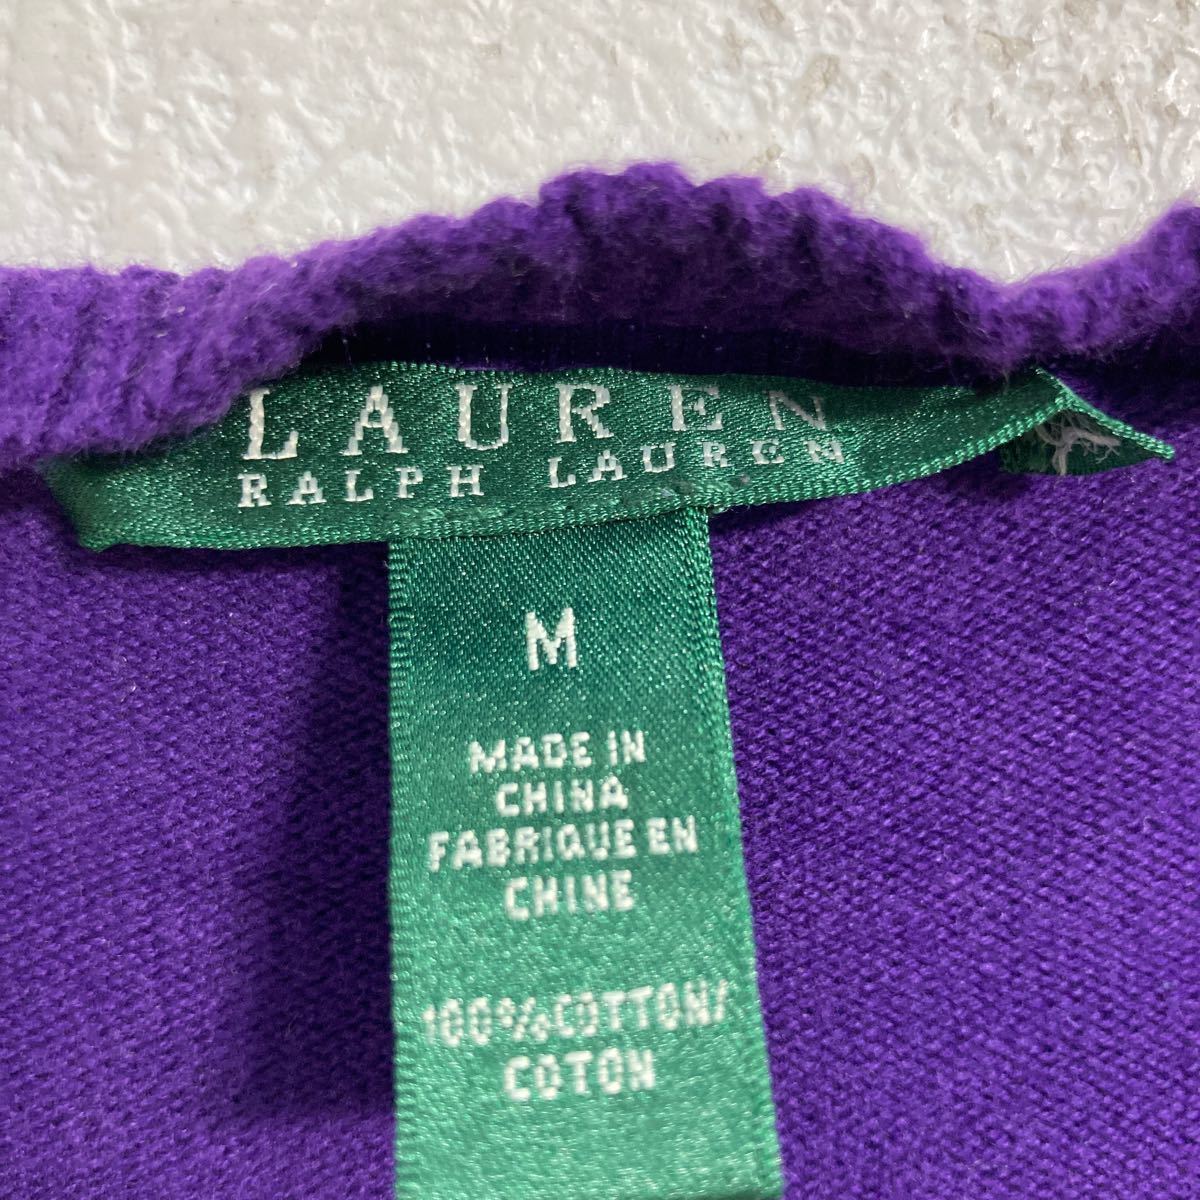 LAUREN
RALPH LAUREN
M
MADE IN
CHINA
FABRIQUE EN
CHINE
100% COTTON/
COTON